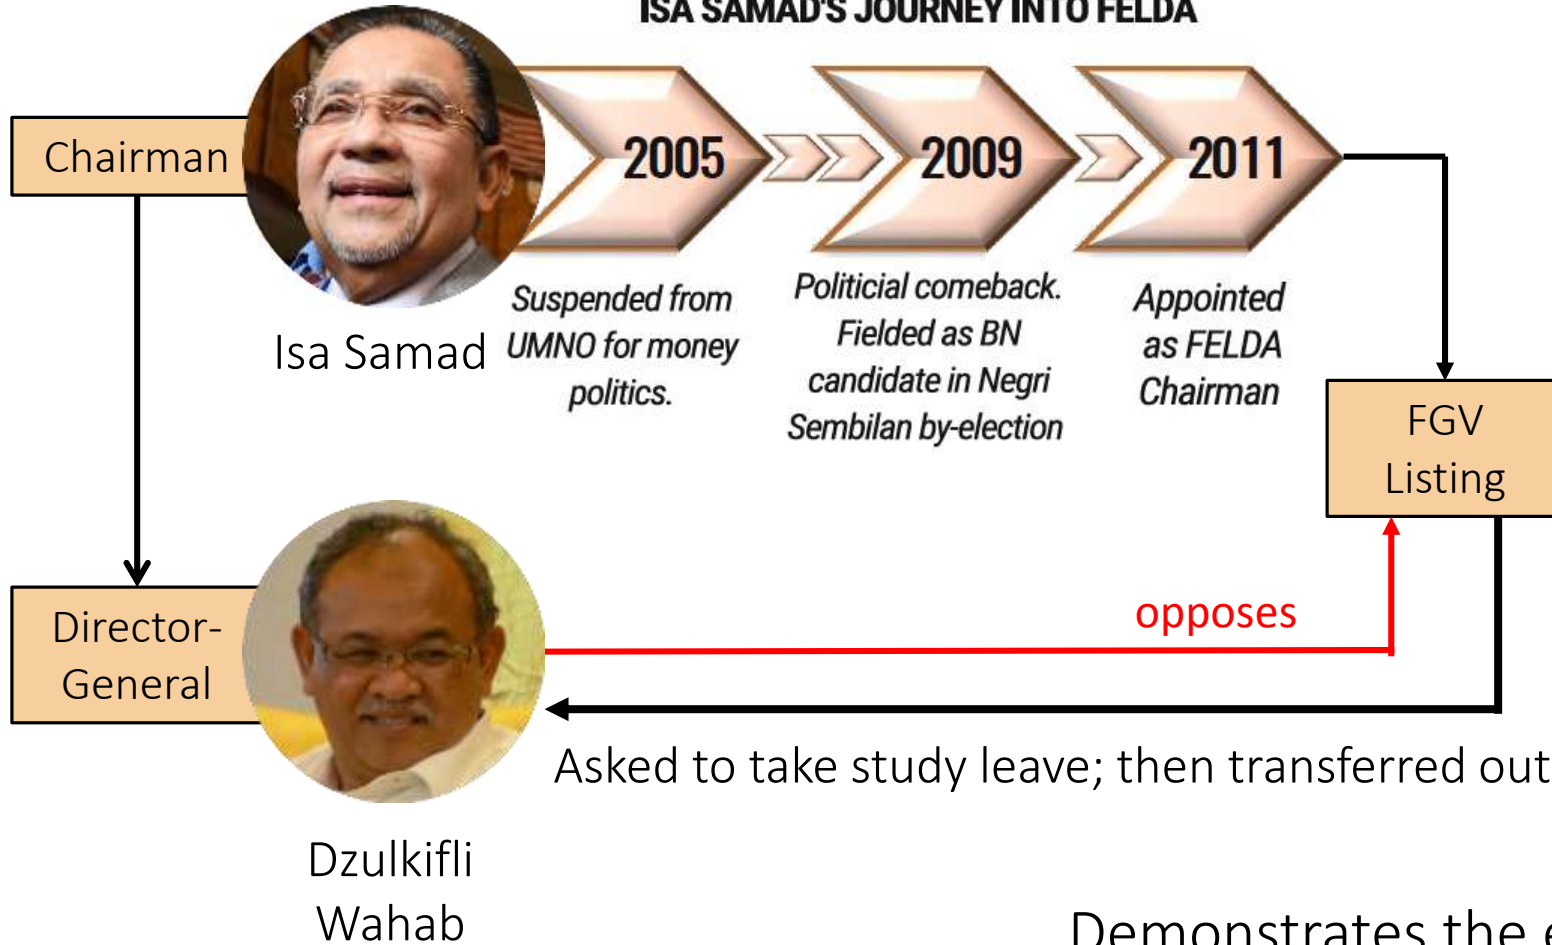 ISA SAMAD'S JOURNEY INTO FELDA
Chairman
2005
2009
2011
Isa Samad
Suspended from
UMNO for money
politics.
Politicial comeback.
Fielded as BN
candidate in Negri
Sembilan by-election
Appointed
as FELDA
Chairman
FGV
Listing
Director-
General
opposes
Asked to take study leave; then transferred out
Dzulkifli
Wahab
Demonstrates the